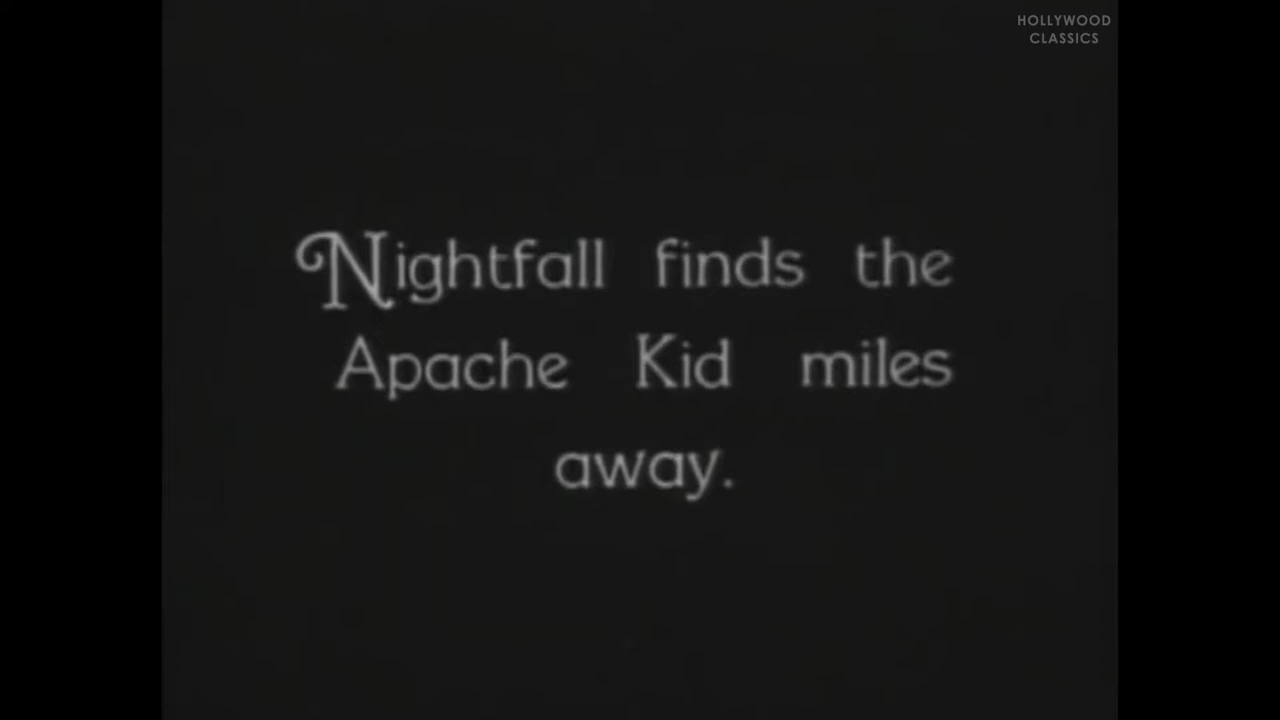 HOLLYWOOD
CLASSICS
Nightfall finds the
Apache Kid miles
away.